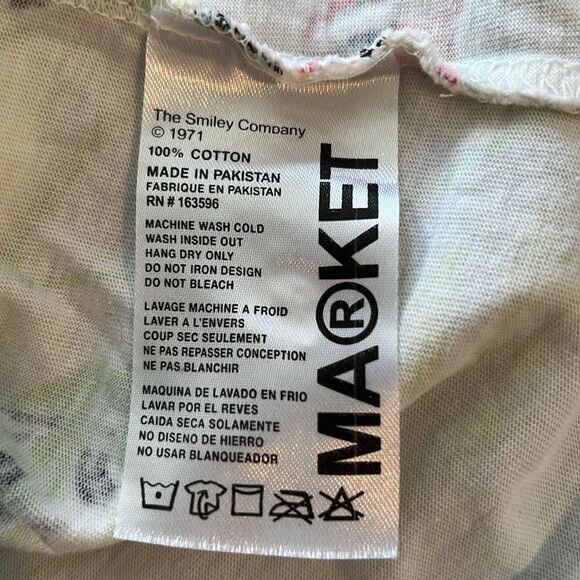 The Smiley Company
© 1971
100% COTTON
MADE IN PAKISTAN
FABRIQUE EN PAKISTAN
RN # 163596
MACHINE WASH COLD
WASH INSIDE OUT
HANG DRY ONLY
DO NOT IRON DESIGN
DO NOT BLEACH
LAVAGE MACHINE A FROID
LAVER A L'ENVERS
COUP SEC SEULEMENT
NE PAS REPASSER CONCEPTION
NE PAS.BLANCHIR
MAQUINA DE LAVADO EN FRIO
LAVAR POR EL REVES
CAIDA SECA SOLAMENTE
NO DISENO DE HIERRO
NO USAR BLANQUEADOR
MA®KET